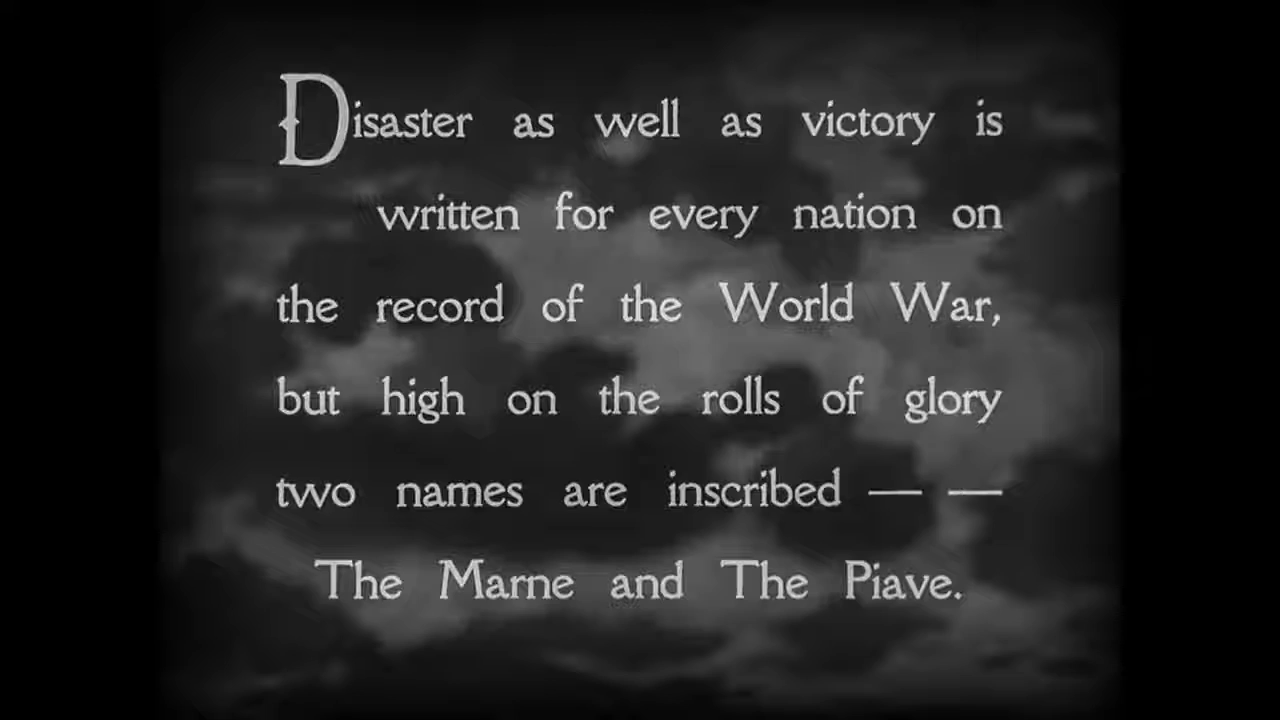 Disaster as well as victory is
written for every nation on
the record of the World War,
but high on the rolls of glory
two names are inscribed — —
The Marne and The Piave.